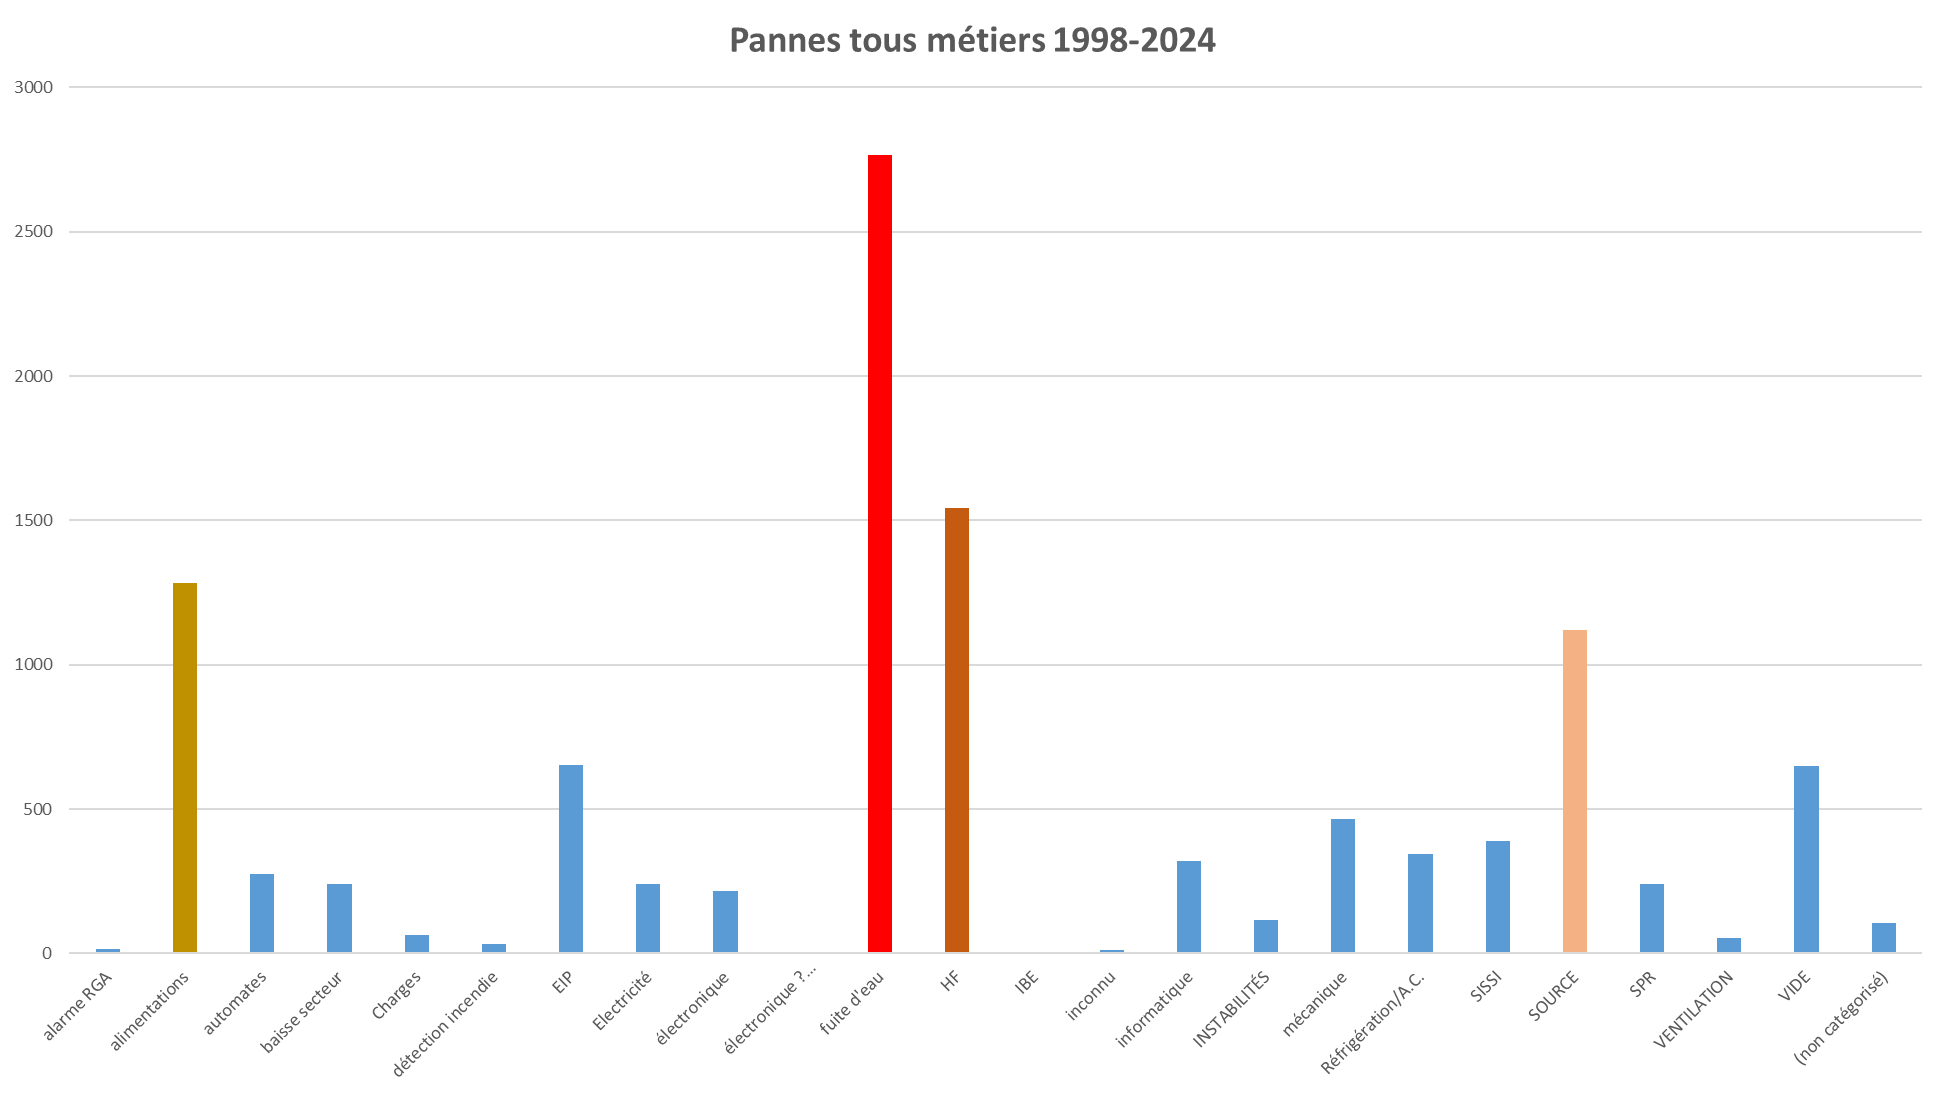 Pannes tous métiers 1998-2024
3000
2500
2000
1500
1000
500
0
alarme RGA
alimentations
automates
baisse secteur
Charges
détection incendie
EIP
Electricité
électronique
électronique ?...
fuite d'eau
HF
IBE
inconnu
informatique
INSTABILITÉS
mécanique
Réfrigération/A.C.
SISSI
SOURCE
SPR
VENTILATION
VIDE
(non catégorisé)